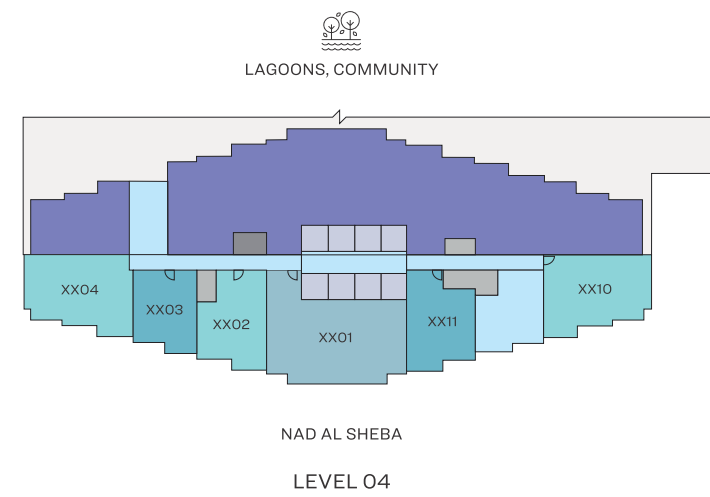 LAGOONS, COMMUNITY
XX04
XX03
XX02
XX01
XX11
XX10
NAD AL SHEBA
LEVEL 04